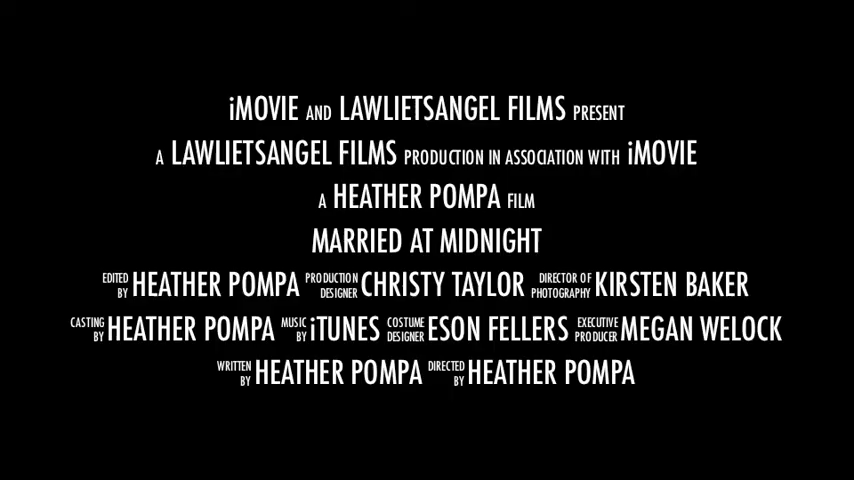 iMOVIE AND LAWLIETSANGEL FILMS PRESENT
A LAWLIETSANGEL FILMS PRODUCTION IN ASSOCIATION WITH iMOVIE
A HEATHER POMPA FILM
MARRIED AT MIDNIGHT
EDITED BY HEATHER POMPA PRODUCTION DESIGNER CHRISTY TAYLOR DIRECTOR OF PHOTOGRAPHY KIRSTEN BAKER
CASTING BY HEATHER POMPA MUSIC BY iTUNES COSTUME DESIGNER ESON FELLERS EXECUTIVE PRODUCER MEGAN WELOCK
WRITTEN BY HEATHER POMPA DIRECTED BY HEATHER POMPA